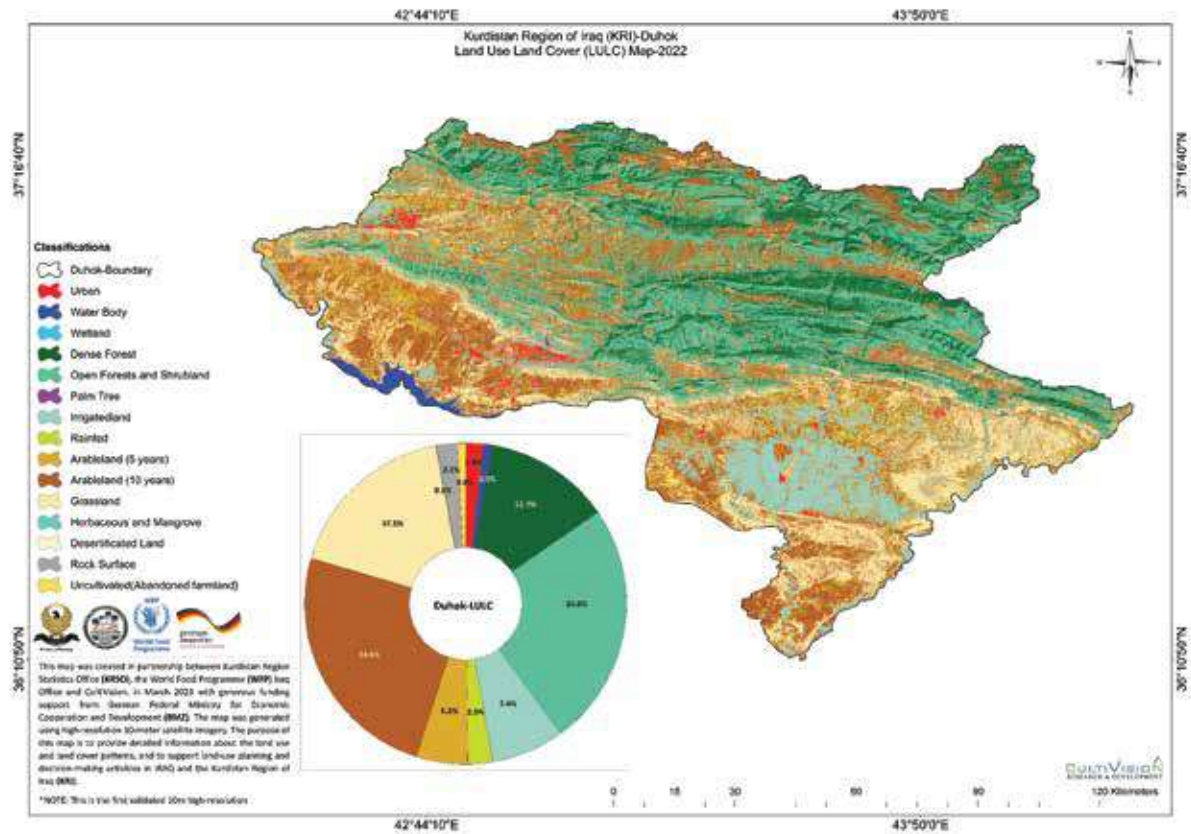 42°44'10"E
43°50'0"E
Kurdistan Region of Iraq (KRI)-Duhok
Land Use Land Cover (LULC) Map-2022
37°16'40"N
37°16'40"N
Classifications
Duhok-Boundary
Urban
Water Body
Wetland
Dense Forest
Open Forests and Shrubland
Palm Tree
Irrigatedland
Rainfed
Arableland (5 years)
Arableland (10 years)
Grassland
Herbaceous and Mangrove
Desertificated Land
Rock Surface
Uncultivated(Abandoned farmland)
Duhok-LULC
WFP
World Food
Programme
36°10'50"N
36°10'50"N
This map was created in partnership between Kurdistan Region
Statistics Office (KRSO), the World Food Programme (WFP) Iraq
Office and CultiVision, in March 2023 with generous funding
support from German Federal Ministry for Economic
Cooperation and Development (BMZ). The map was generated
using high-resolution 10-meter satellite imagery. The purpose of
this map is to provide detailed information about the land use
and land cover patterns, and to support land-use planning and
decision-making activities in IRAQ and the Kurdistan Region of
Iraq (KRI).
*NOTE: This is the first validated 10m high-resolution
CULTIVISION
RESEARCH & DEVELOPMENT
0 15 30 60 90 120 Kilometers
42°44'10"E
43°50'0"E